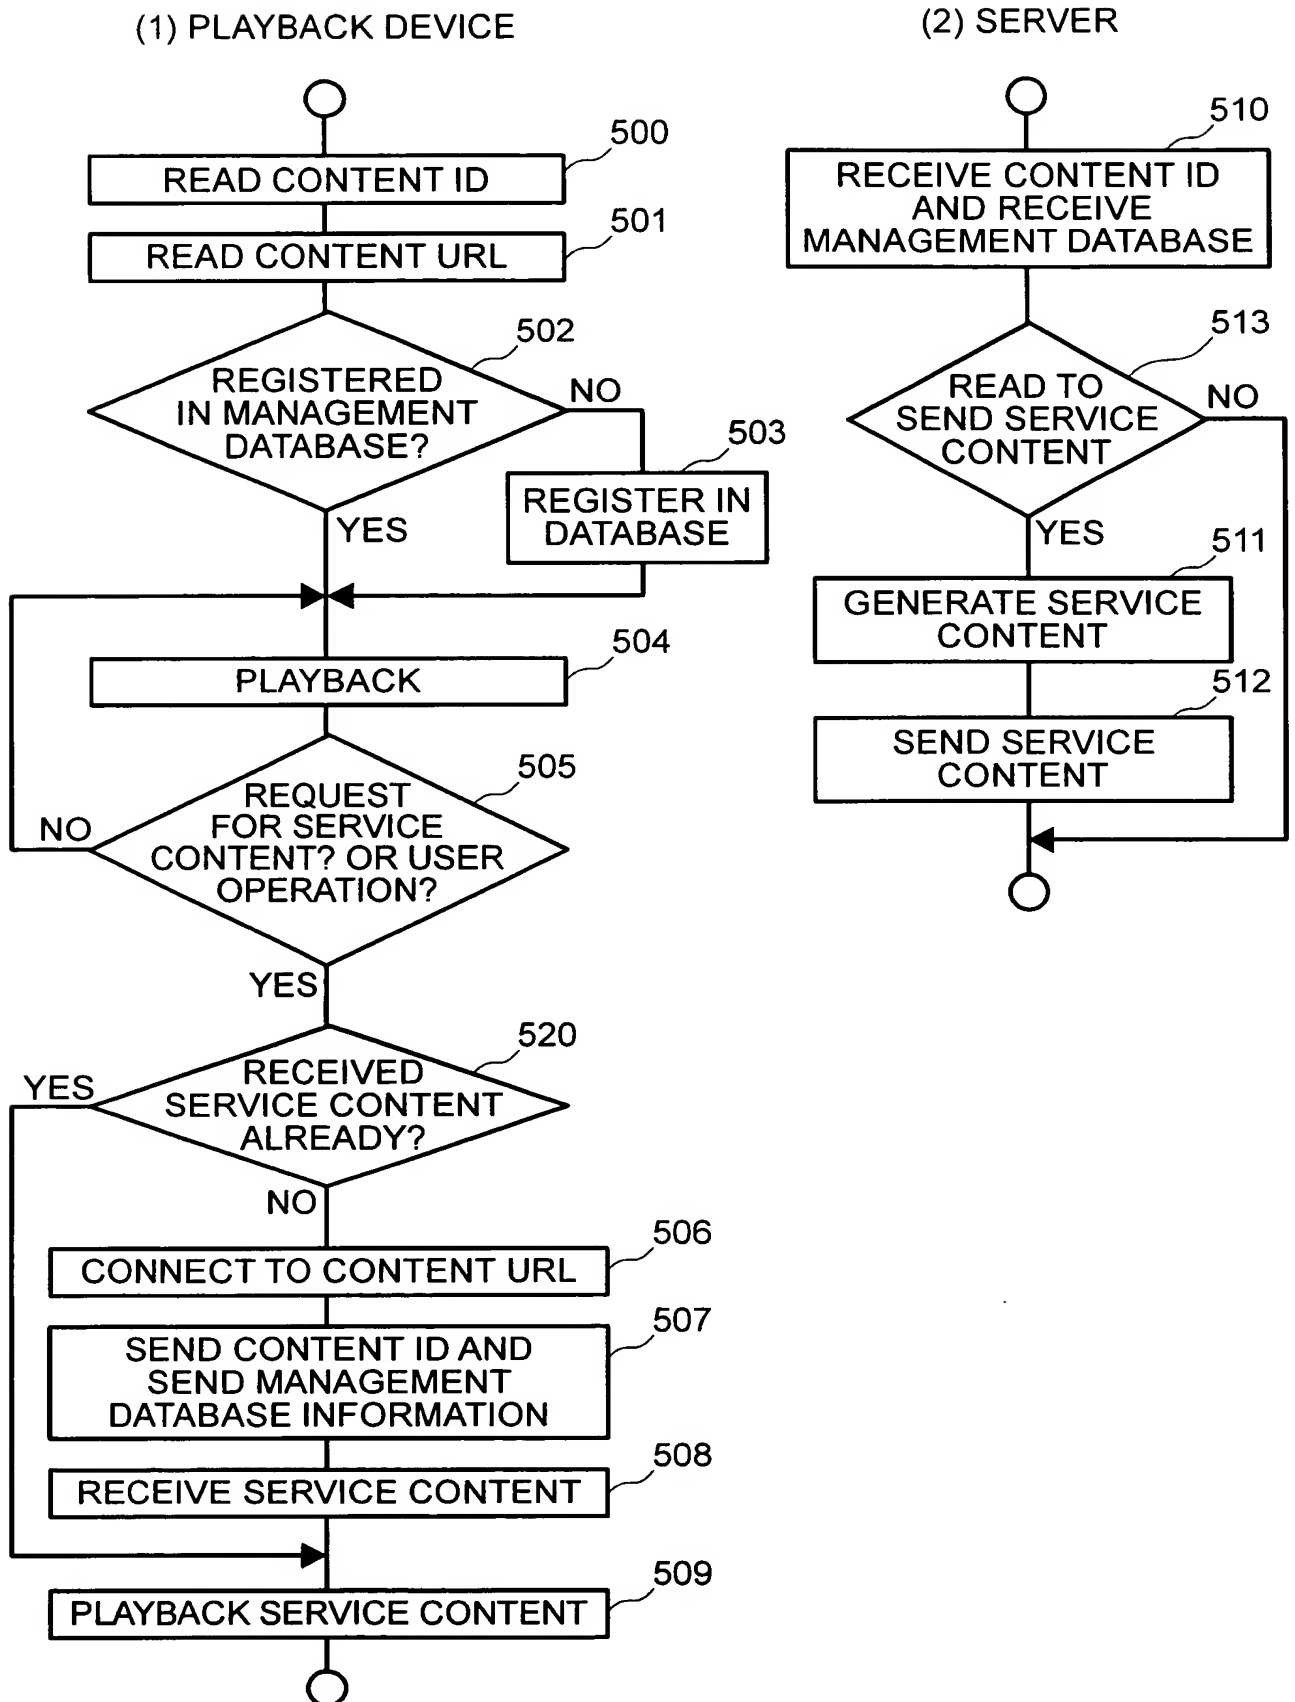 (1) PLAYBACK DEVICE
500
READ CONTENT ID
501
READ CONTENT URL
502
REGISTERED
IN MANAGEMENT
DATABASE?
NO
503
REGISTER IN
DATABASE
YES
504
PLAYBACK
505
REQUEST
FOR SERVICE
CONTENT? OR USER
OPERATION?
NO
YES
520
RECEIVED
SERVICE CONTENT
ALREADY?
YES
NO
506
CONNECT TO CONTENT URL
507
SEND CONTENT ID AND
SEND MANAGEMENT
DATABASE INFORMATION
508
RECEIVE SERVICE CONTENT
509
PLAYBACK SERVICE CONTENT
(2) SERVER
510
RECEIVE CONTENT ID
AND RECEIVE
MANAGEMENT DATABASE
513
READ TO
SEND SERVICE
CONTENT
NO
YES
511
GENERATE SERVICE
CONTENT
512
SEND SERVICE
CONTENT